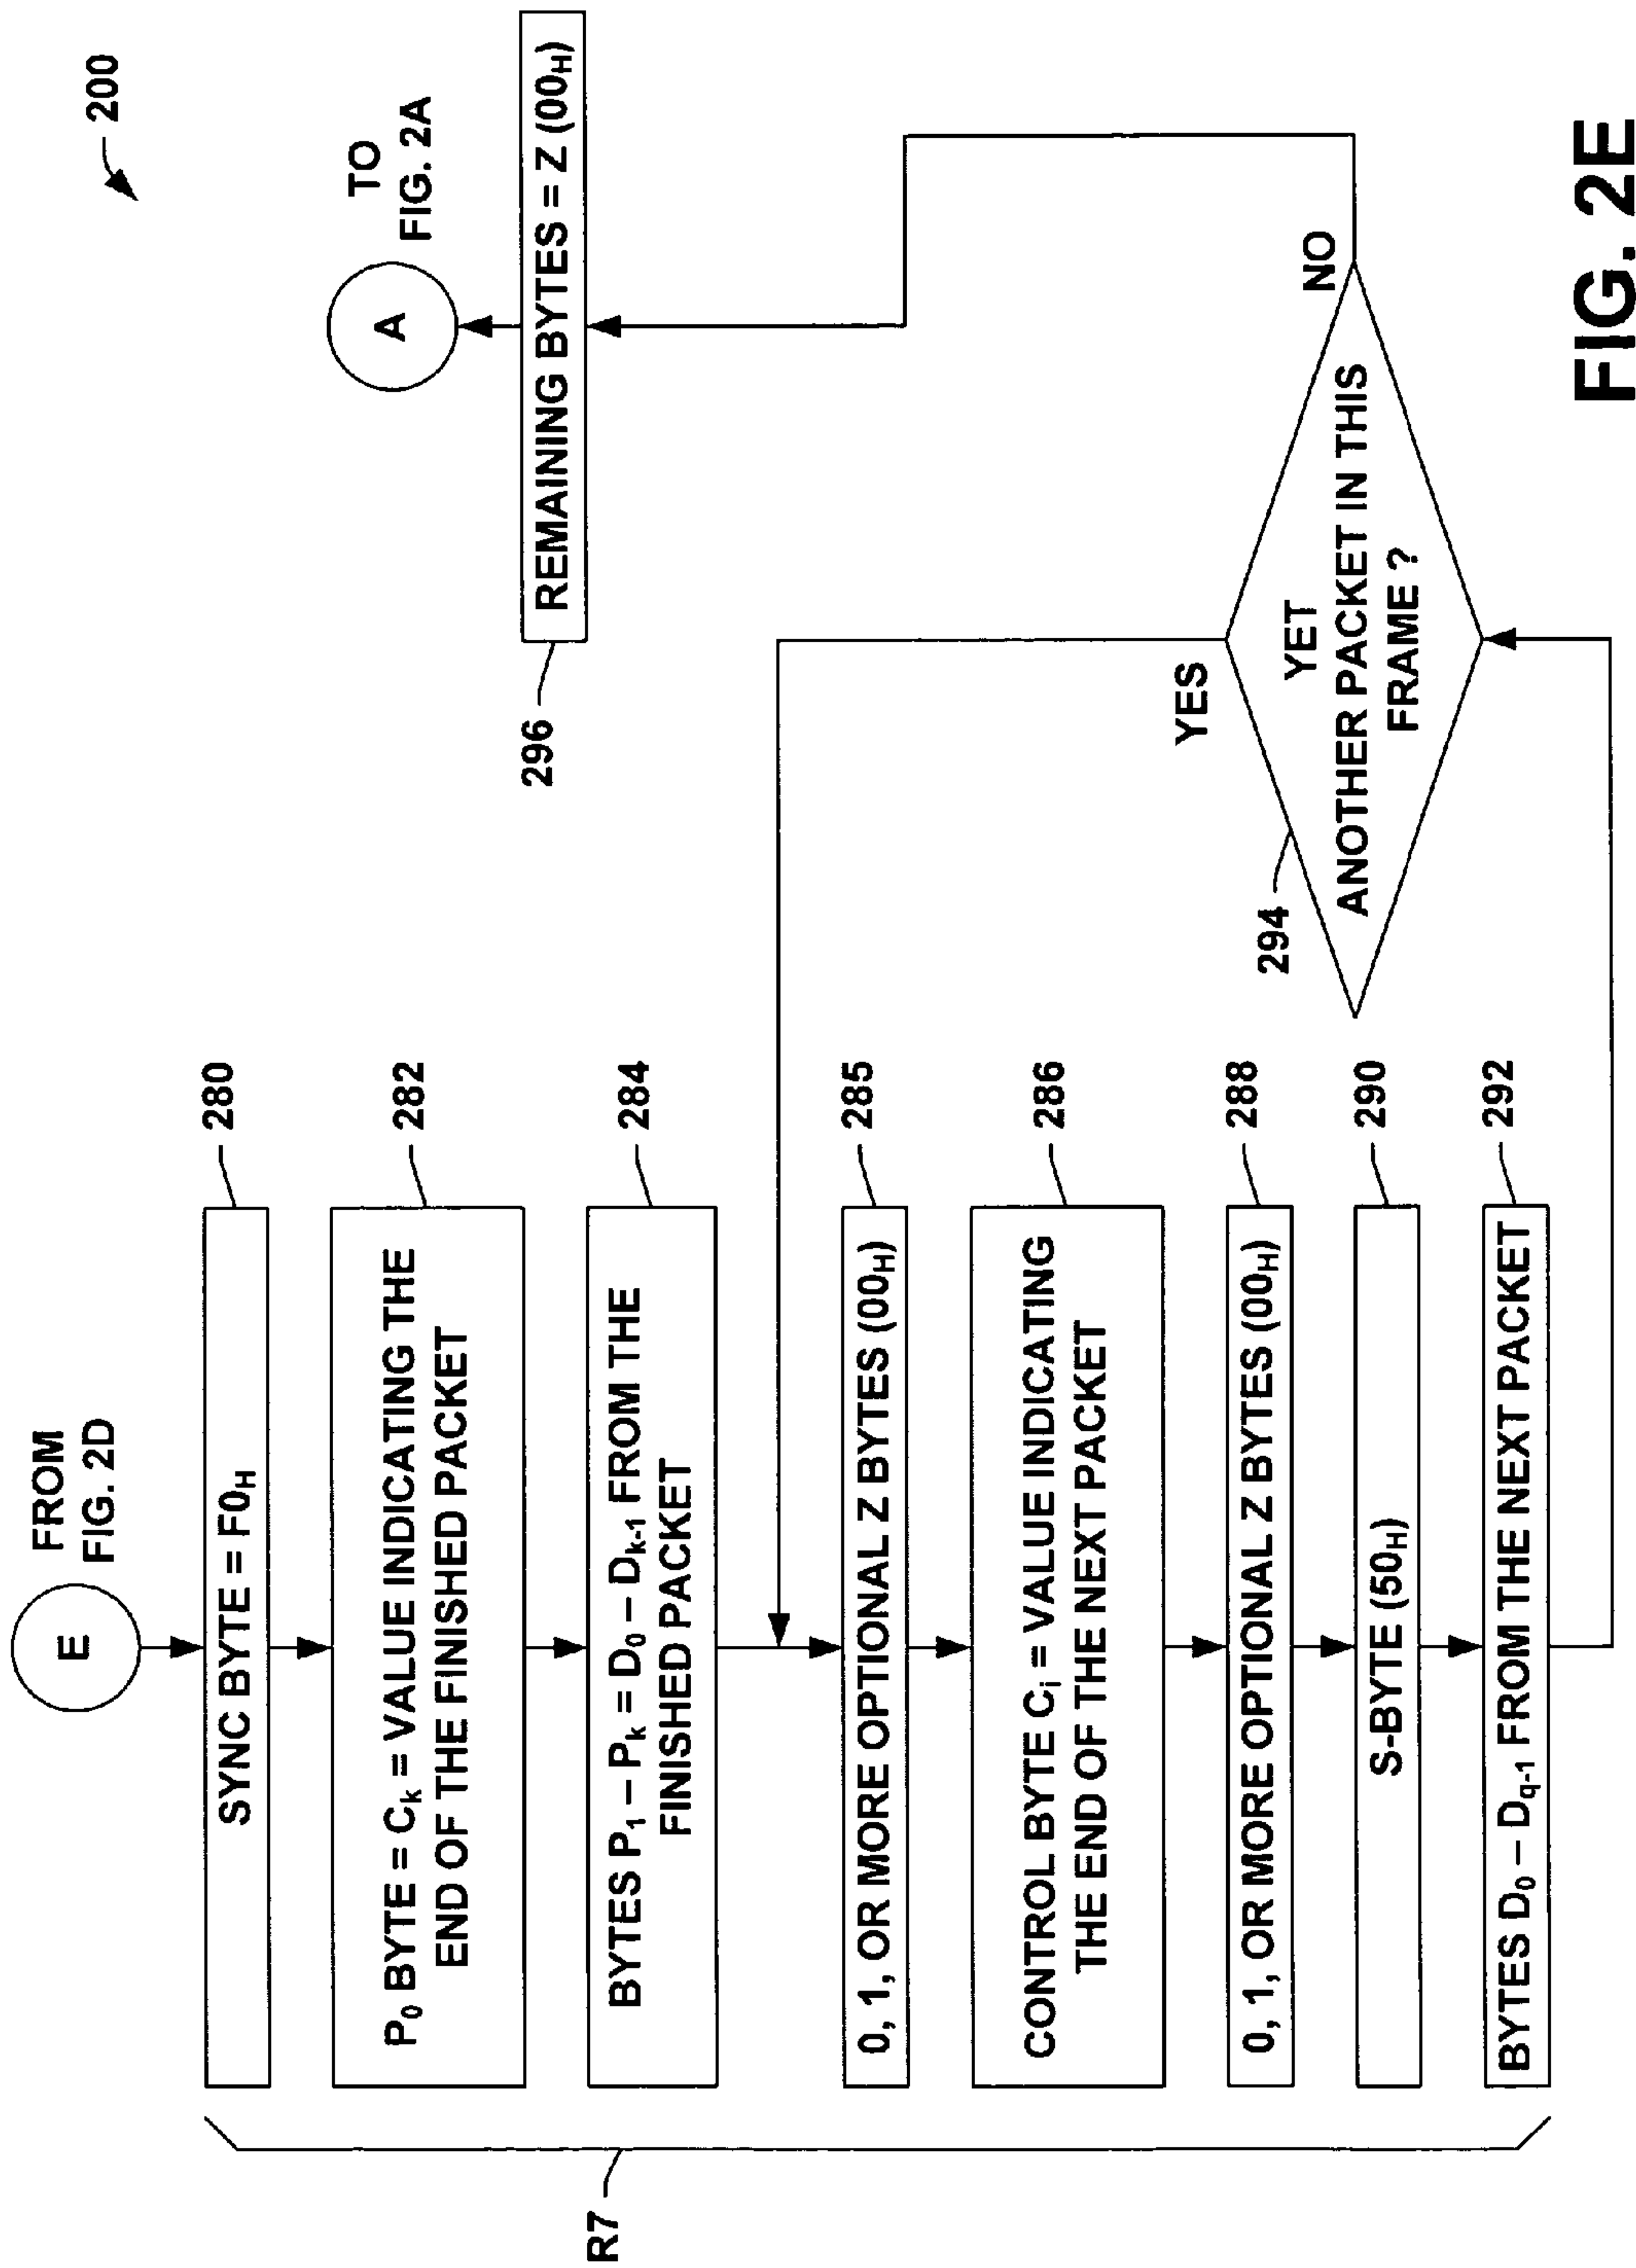 200
FROM
FIG. 2D
E
SYNC BYTE = F0H
280
P0 BYTE = Ck = VALUE INDICATING THE
END OF THE FINISHED PACKET
282
BYTES P1 – Pk = D0 – Dk-1 FROM THE
FINISHED PACKET
284
0, 1, OR MORE OPTIONAL Z BYTES (00H)
285
CONTROL BYTE Ci = VALUE INDICATING
THE END OF THE NEXT PACKET
286
0, 1, OR MORE OPTIONAL Z BYTES (00H)
288
S-BYTE (50H)
290
BYTES D0 – Dq-1 FROM THE NEXT PACKET
292
R7
YET
ANOTHER PACKET IN THIS
FRAME ?
294
YES
NO
REMAINING BYTES = Z (00H)
296
A
TO
FIG. 2A
FIG. 2E